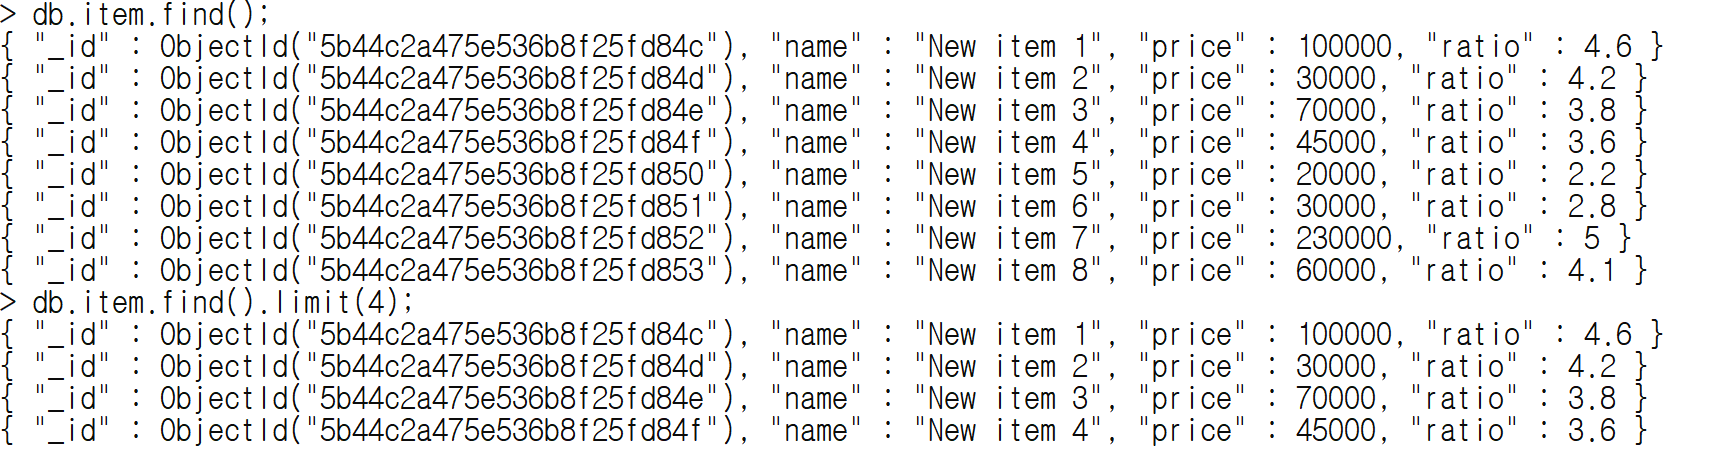 > db.item.find();
{ "_id" : ObjectId("5b44c2a475e536b8f25fd84c"), "name" : "New item 1", "price" : 100000, "ratio" : 4.6 }
{ "_id" : ObjectId("5b44c2a475e536b8f25fd84d"), "name" : "New item 2", "price" : 30000, "ratio" : 4.2 }
{ "_id" : ObjectId("5b44c2a475e536b8f25fd84e"), "name" : "New item 3", "price" : 70000, "ratio" : 3.8 }
{ "_id" : ObjectId("5b44c2a475e536b8f25fd84f"), "name" : "New item 4", "price" : 45000, "ratio" : 3.6 }
{ "_id" : ObjectId("5b44c2a475e536b8f25fd850"), "name" : "New item 5", "price" : 20000, "ratio" : 2.2 }
{ "_id" : ObjectId("5b44c2a475e536b8f25fd851"), "name" : "New item 6", "price" : 30000, "ratio" : 2.8 }
{ "_id" : ObjectId("5b44c2a475e536b8f25fd852"), "name" : "New item 7", "price" : 230000, "ratio" : 5 }
{ "_id" : ObjectId("5b44c2a475e536b8f25fd853"), "name" : "New item 8", "price" : 60000, "ratio" : 4.1 }
> db.item.find().limit(4);
{ "_id" : ObjectId("5b44c2a475e536b8f25fd84c"), "name" : "New item 1", "price" : 100000, "ratio" : 4.6 }
{ "_id" : ObjectId("5b44c2a475e536b8f25fd84d"), "name" : "New item 2", "price" : 30000, "ratio" : 4.2 }
{ "_id" : ObjectId("5b44c2a475e536b8f25fd84e"), "name" : "New item 3", "price" : 70000, "ratio" : 3.8 }
{ "_id" : ObjectId("5b44c2a475e536b8f25fd84f"), "name" : "New item 4", "price" : 45000, "ratio" : 3.6 }